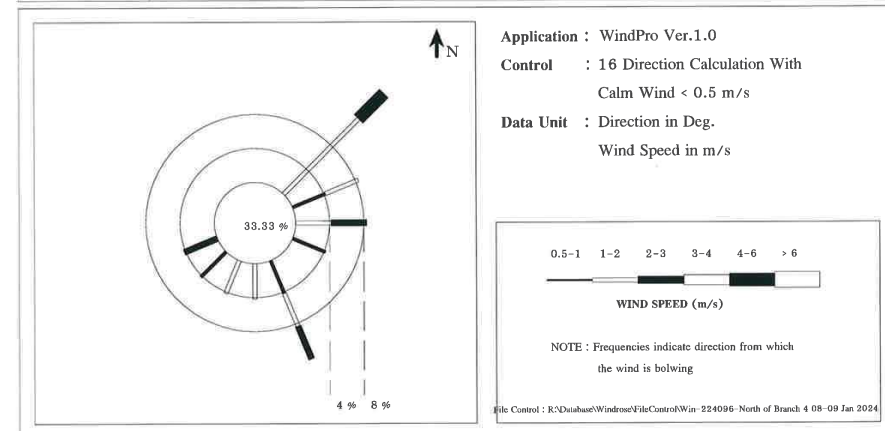 N
33.33 %
4 % 8 %
Application : WindPro Ver.1.0
Control : 16 Direction Calculation With
Calm Wind < 0.5 m/s
Data Unit : Direction in Deg.
Wind Speed in m/s
0.5-1 1-2 2-3 3-4 4-6 > 6
WIND SPEED (m/s)
NOTE : Frequencies indicate direction from which
the wind is bolwing
File Control : R:\Database\Windrose\FileControl\Win-224096-North of Branch 4 08-09 Jan 2024